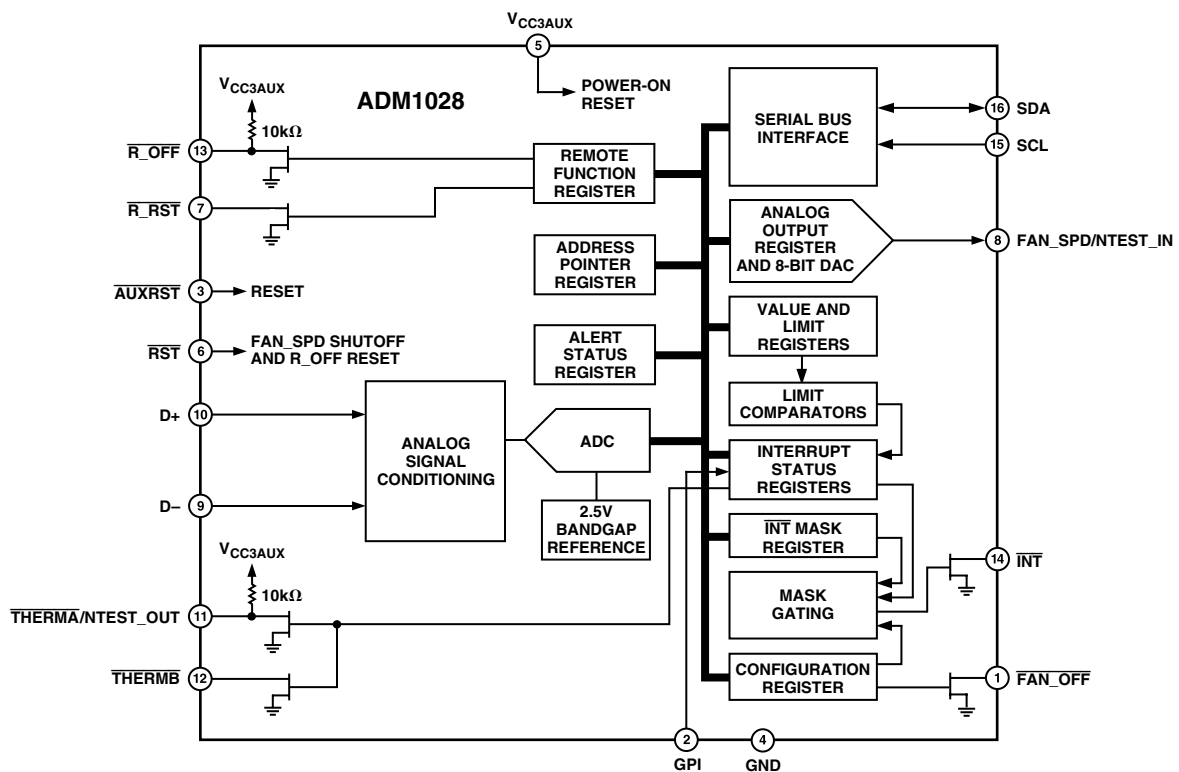 VCC3AUX
5
VCC3AUX
ADM1028
POWER-ON
RESET
10kΩ
R_OFF
13
R_RST
7
REMOTE
FUNCTION
REGISTER
SERIAL BUS
INTERFACE
16
SDA
15
SCL
ADDRESS
POINTER
REGISTER
ANALOG
OUTPUT
REGISTER
AND 8-BIT DAC
8
FAN_SPD/NTEST_IN
AUXRST
3
RESET
RST
6
FAN_SPD SHUTOFF
AND R_OFF RESET
ALERT
STATUS
REGISTER
VALUE AND
LIMIT
REGISTERS
LIMIT
COMPARATORS
D+
10
D–
9
ANALOG
SIGNAL
CONDITIONING
ADC
2.5V
BANDGAP
REFERENCE
INTERRUPT
STATUS
REGISTERS
INT MASK
REGISTER
MASK
GATING
14
INT
VCC3AUX
10kΩ
THERMA/NTEST_OUT
11
THERMB
12
CONFIGURATION
REGISTER
1
FAN_OFF
2
GPI
4
GND